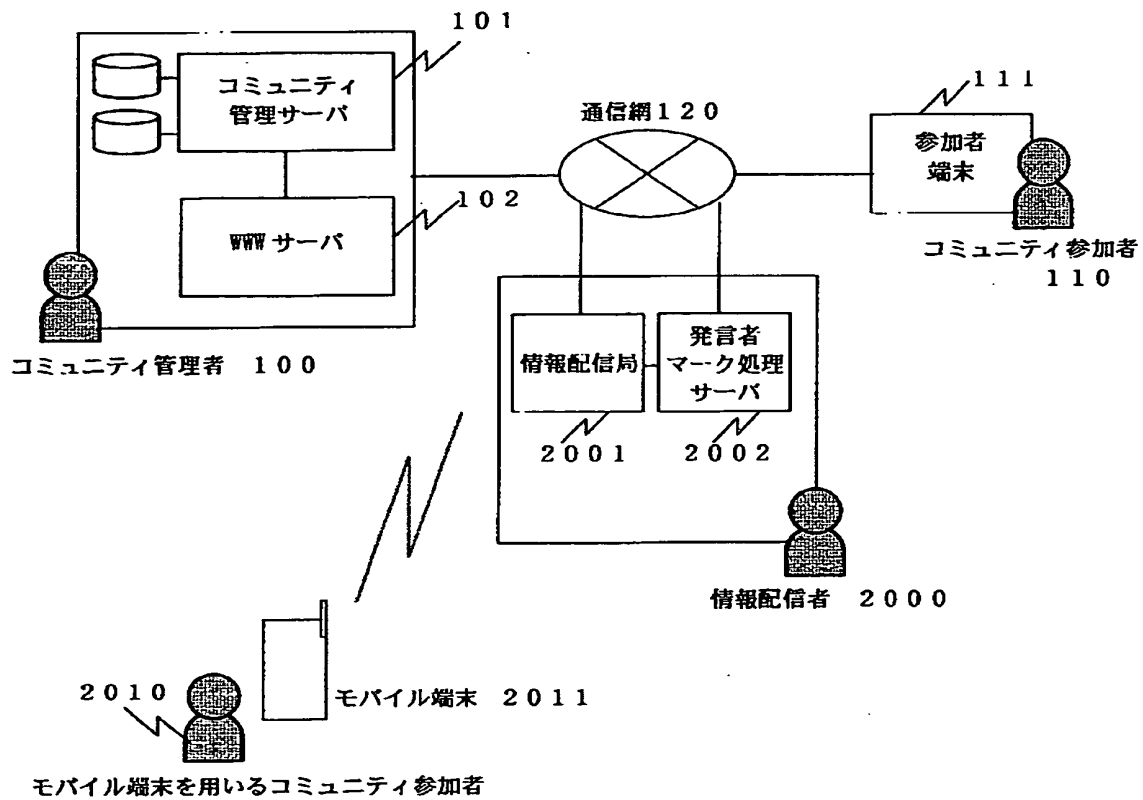 101
コミュニティ
管理サーバ
102
WWWサーバ
コミュニティ管理者 100
通信網120
111
参加者
端末
コミュニティ参加者
110
情報配信局
発言者
マーク処理
サーバ
2001
2002
情報配信者 2000
2010
モバイル端末 2011
モバイル端末を用いるコミュニティ参加者